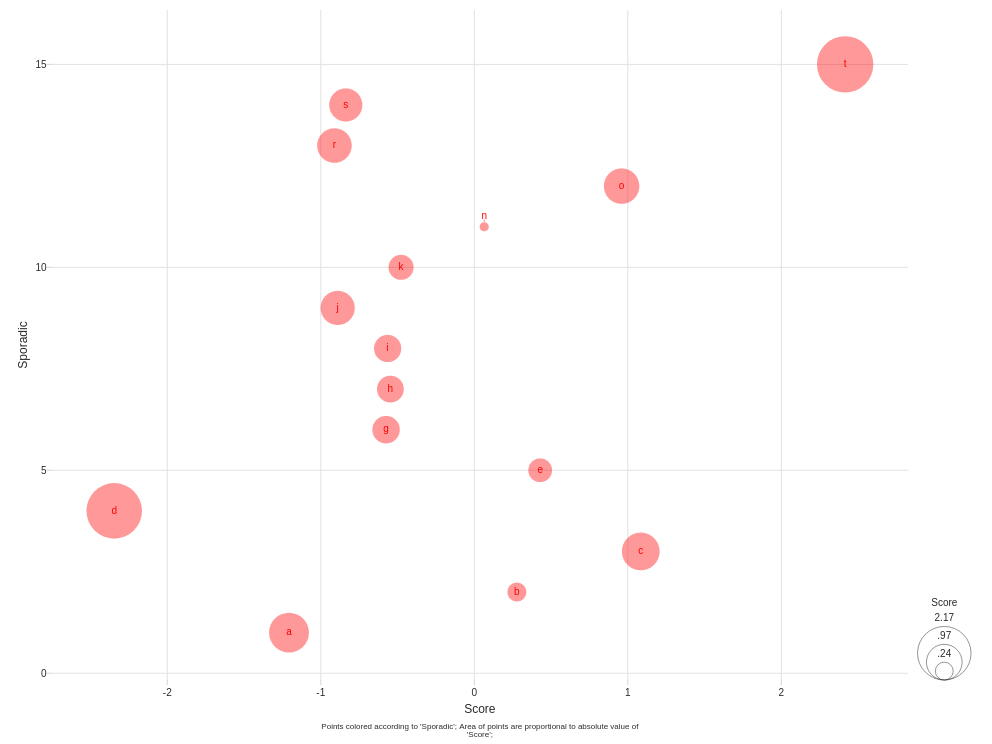 15
t
s
r
o
n
10
k
j
i
h
g
5
e
d
c
b
a
0
Sporadic
-2
-1
0
1
2
Score
Score
2.17
.97
.24
Points colored according to 'Sporadic'; Area of points are proportional to absolute value of
'Score';